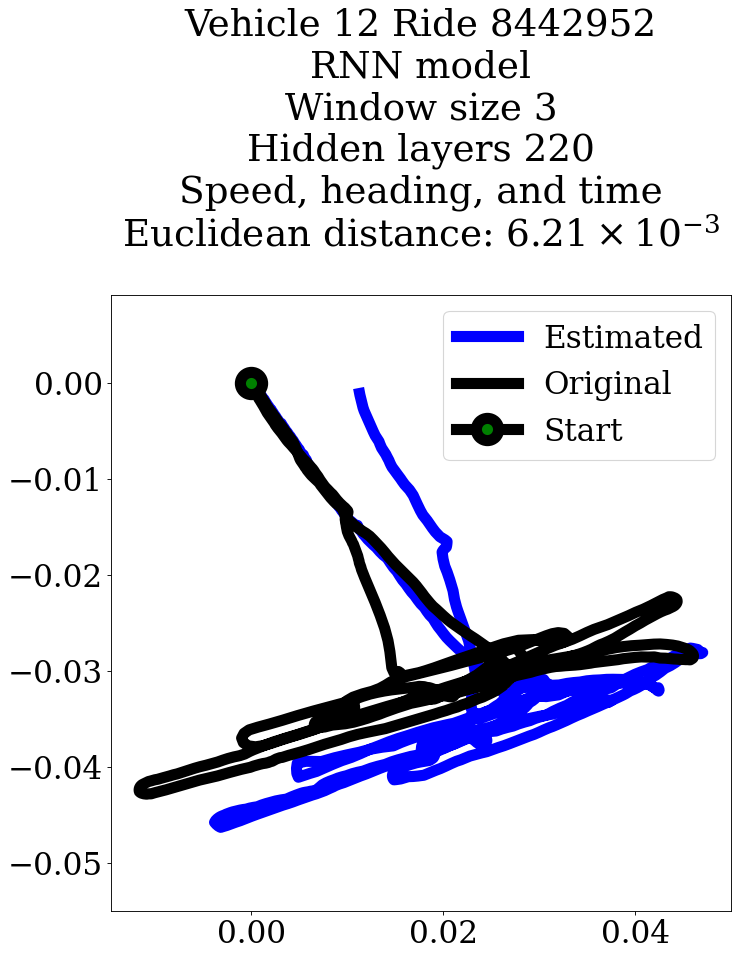 Vehicle 12 Ride 8442952
RNN model
Window size 3
Hidden layers 220
Speed, heading, and time
Euclidean distance: 6.21 × 10⁻³
Estimated
Original
Start
0.00
−0.01
−0.02
−0.03
−0.04
−0.05
0.00 0.02 0.04